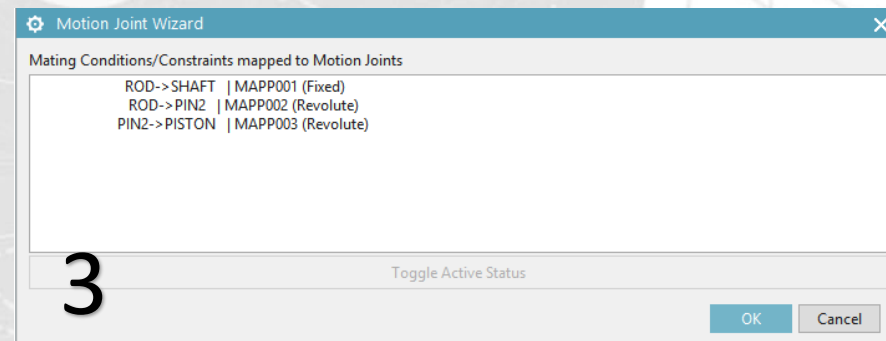 Motion Joint Wizard
Mating Conditions/Constraints mapped to Motion Joints
ROD->SHAFT | MAPP001 (Fixed)
ROD->PIN2 | MAPP002 (Revolute)
PIN2->PISTON | MAPP003 (Revolute)
Toggle Active Status
3
OK Cancel